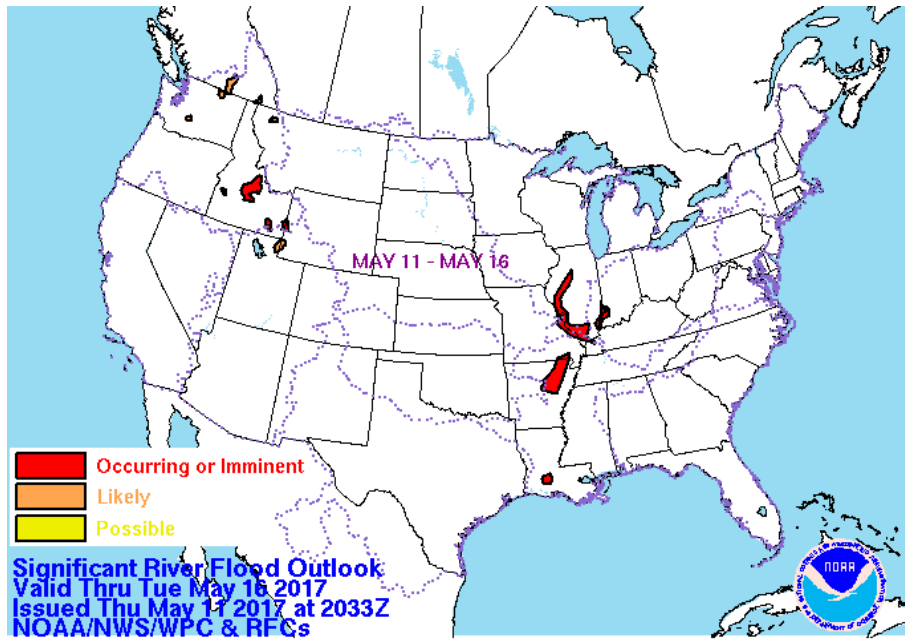 MAY 11 - MAY 16
Occurring or Imminent
Likely
Possible
Significant River Flood Outlook
Valid Thru Tue May 16 2017
Issued Thu May 11 2017 at 2033Z
NOAA/NWS/WPC & RFCs
NOAA